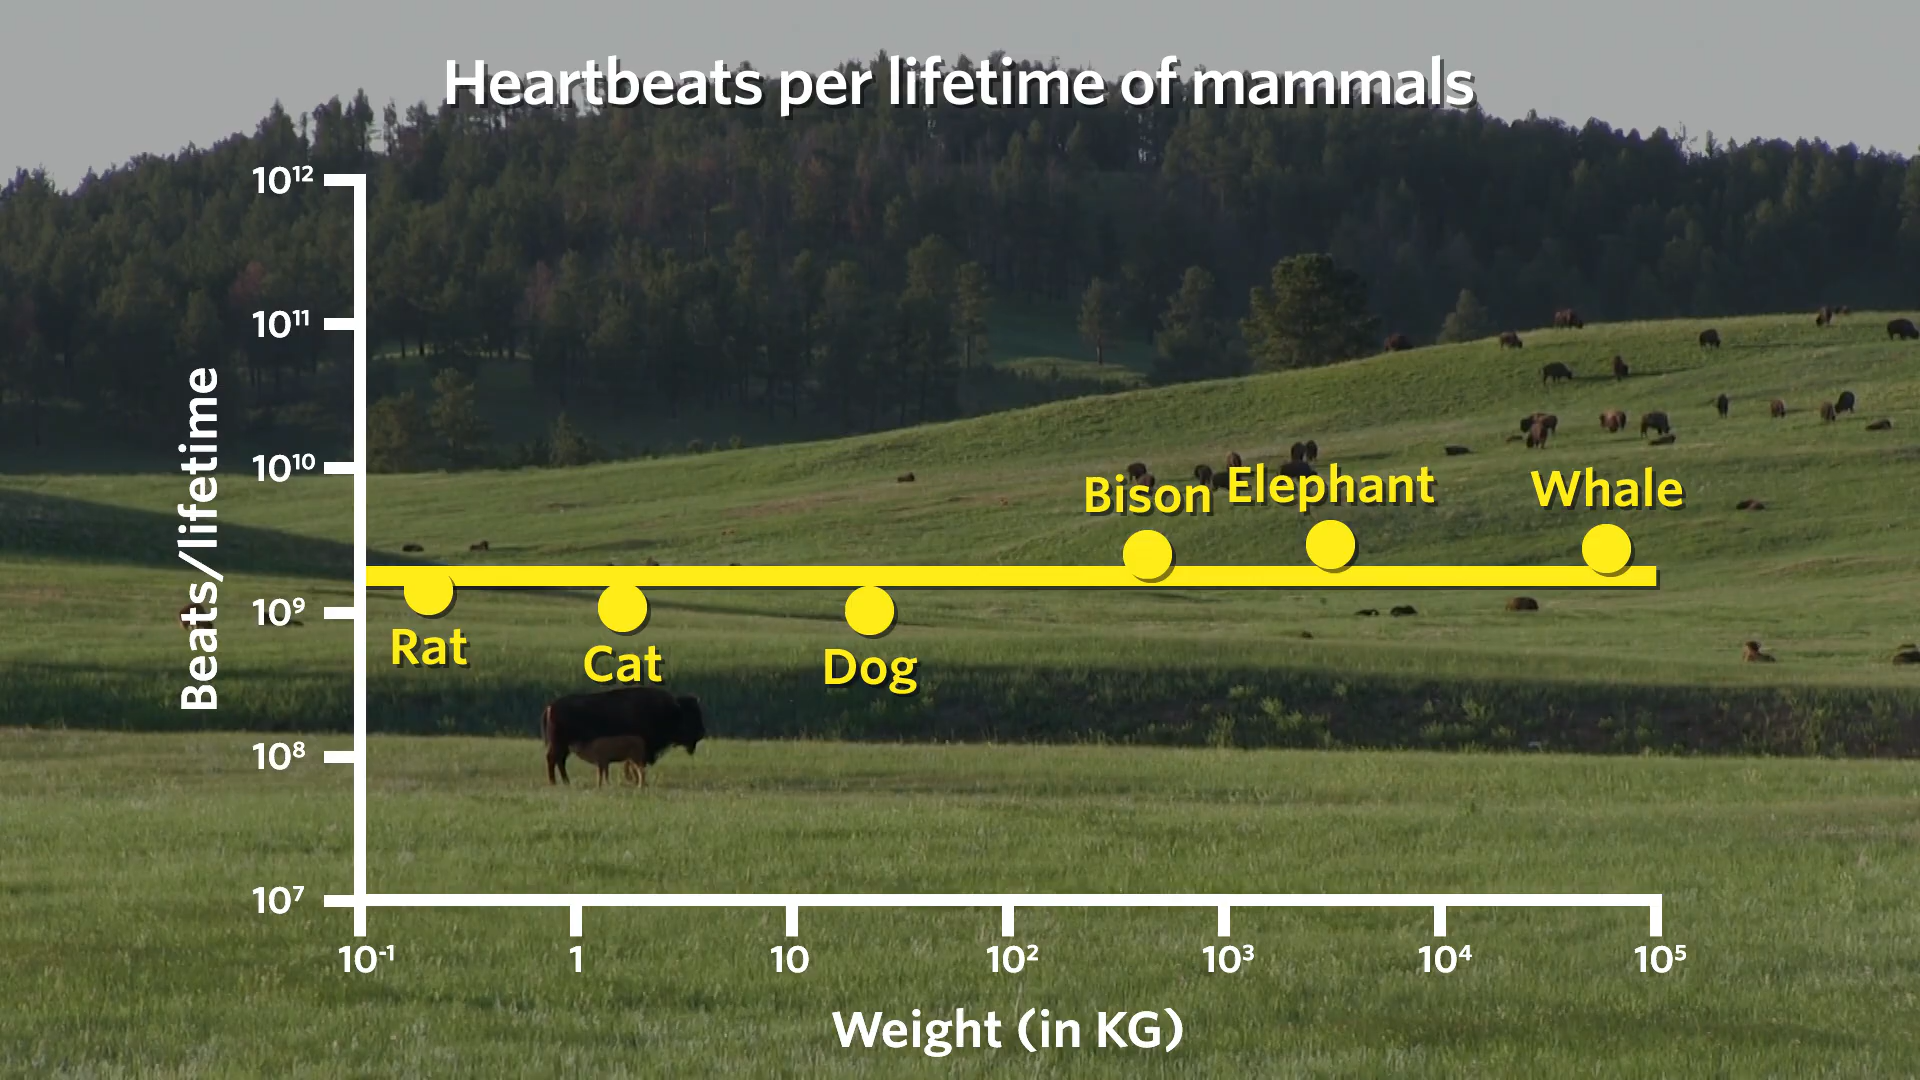 Heartbeats per lifetime of mammals
Beats/lifetime
10¹²
10¹¹
10¹⁰
10⁹
10⁸
10⁷
Rat
Cat
Dog
Bison
Elephant
Whale
10⁻¹
1
10
10²
10³
10⁴
10⁵
Weight (in KG)